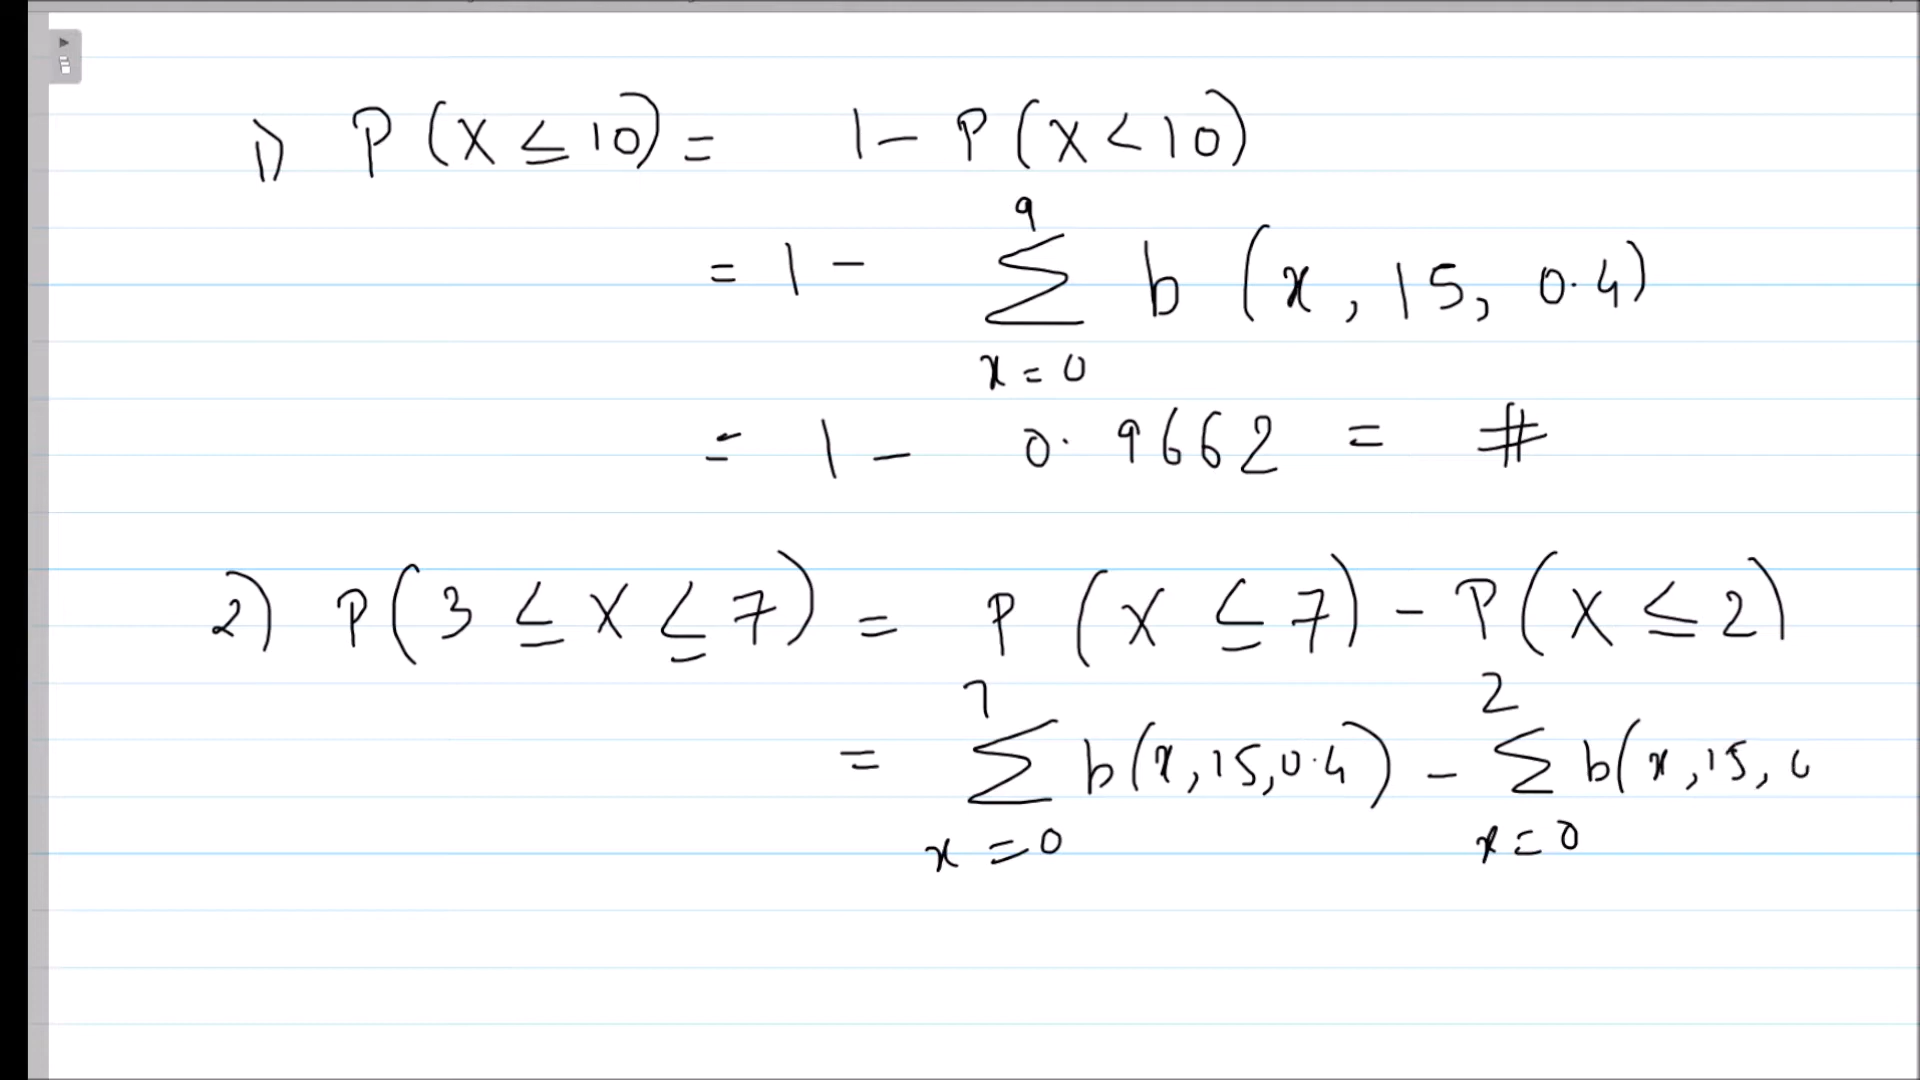 1) P (X ≤ 10) = 1 - P (X < 10)
= 1 - 9 ∑ x = 0 b (x, 15, 0.4)
= 1 - 0.9662 = #
2) P(3 ≤ X ≤ 7) = P (X ≤ 7) - P(X ≤ 2)
= 7 ∑ x = 0 b(x,15,0.4) - 2 ∑ x = 0 b(x,15,0